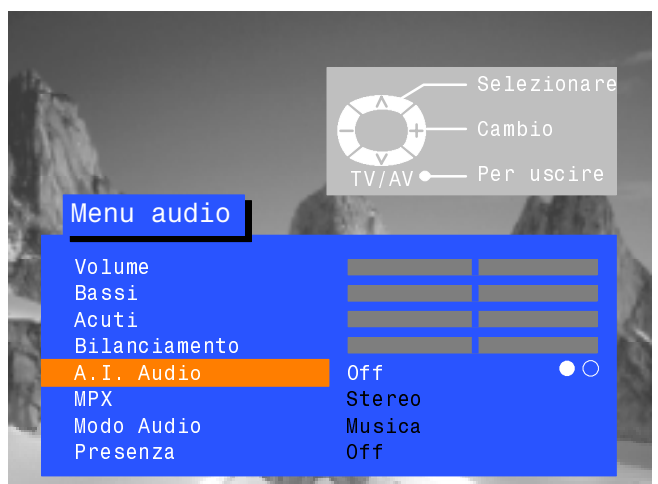 Selezionare
Cambio
TV/AV Per uscire
Menu audio
Volume
Bassi
Acuti
Bilanciamento
A.I. Audio Off
MPX Stereo
Modo Audio Musica
Presenza Off